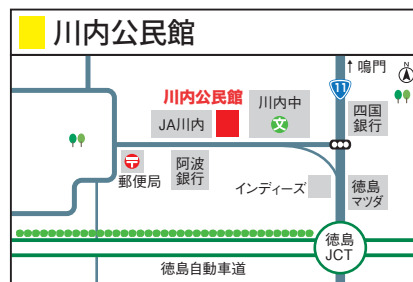 川内公民館
↑鳴門
N
11
川内公民館
川内中
文
JA川内
四国
銀行
〒
郵便局
阿波
銀行
インディーズ
徳島
マツダ
徳島
JCT
徳島自動車道